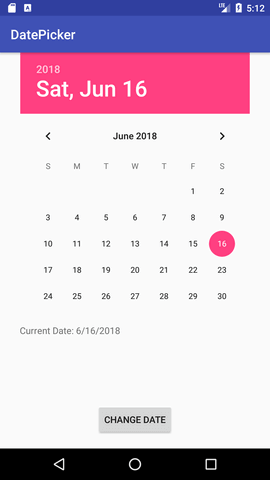 5:12
DatePicker
2018
Sat, Jun 16
June 2018
S M T W T F S
1 2
3 4 5 6 7 8 9
10 11 12 13 14 15 16
17 18 19 20 21 22 23
24 25 26 27 28 29 30
Current Date: 6/16/2018
CHANGE DATE